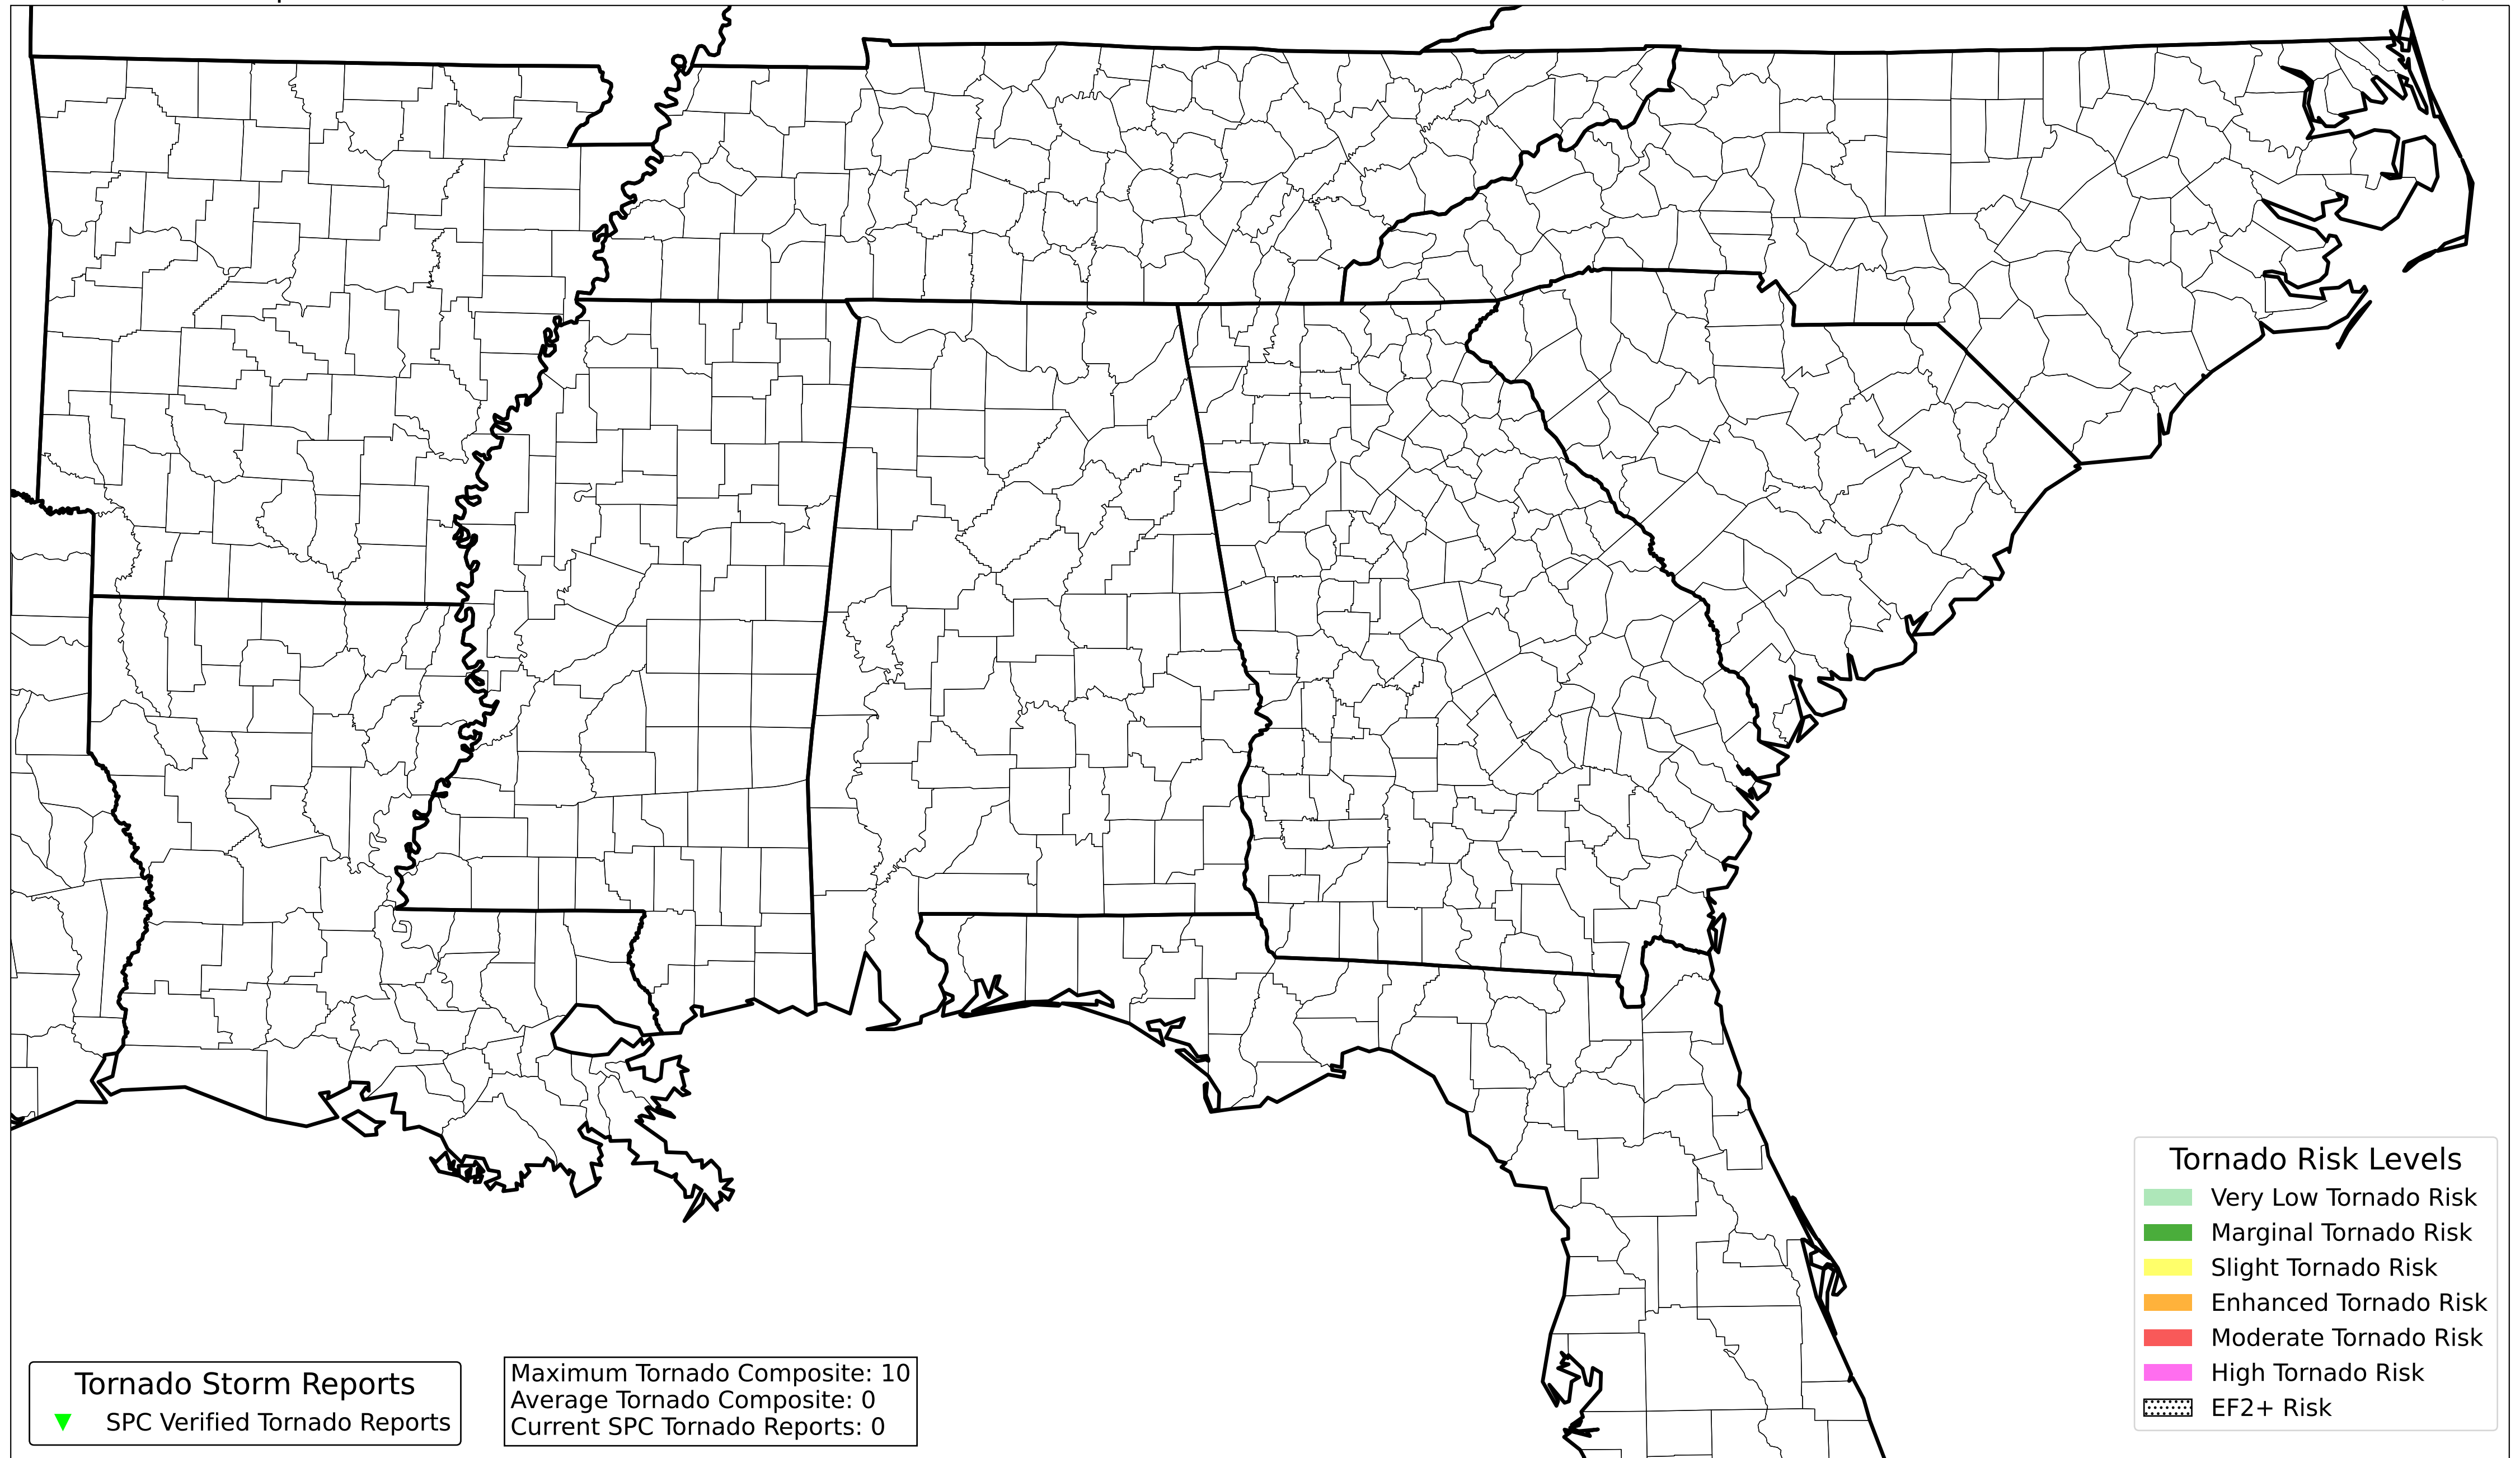 Tornado Risk Levels
Very Low Tornado Risk
Marginal Tornado Risk
Slight Tornado Risk
Enhanced Tornado Risk
Moderate Tornado Risk
High Tornado Risk
EF2+ Risk
Tornado Storm Reports
SPC Verified Tornado Reports
Maximum Tornado Composite: 10
Average Tornado Composite: 0
Current SPC Tornado Reports: 0